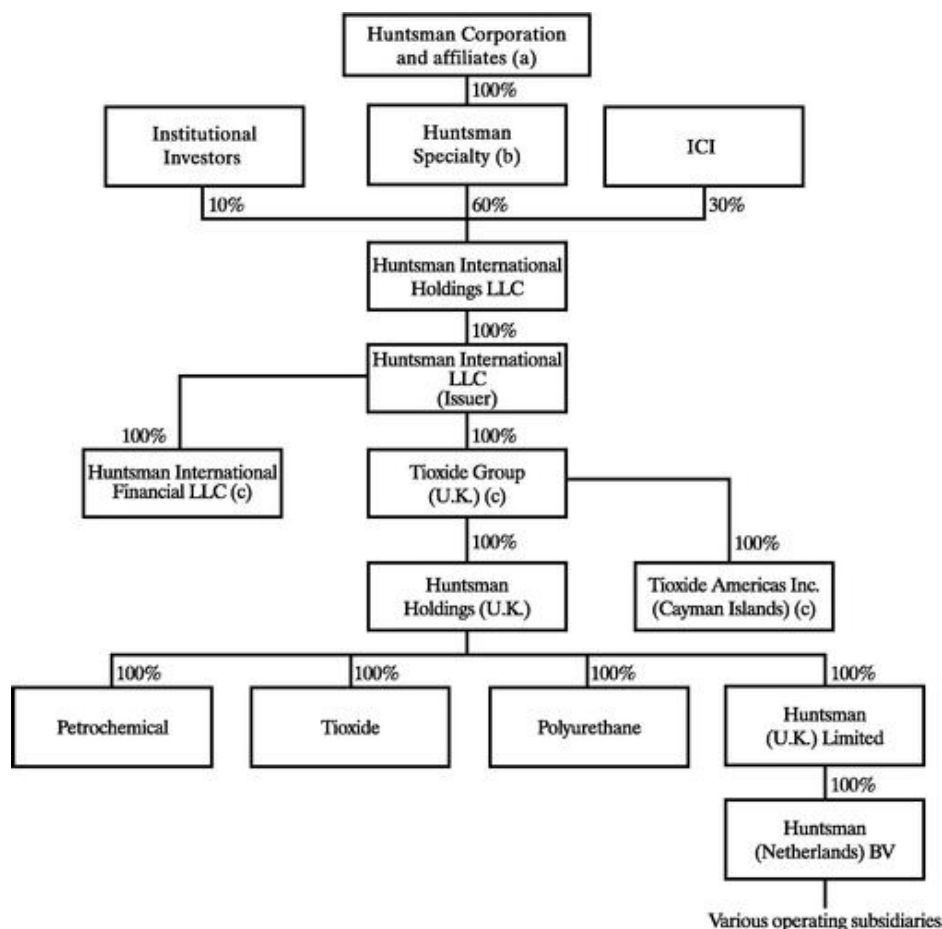 Huntsman Corporation
and affiliates (a)
100%
Institutional
Investors
Huntsman
Specialty (b)
ICI
10%
60%
30%
Huntsman International
Holdings LLC
100%
Huntsman International
LLC
(Issuer)
100%
100%
Huntsman International
Financial LLC (c)
Tioxide Group
(U.K.) (c)
100%
100%
Huntsman
Holdings (U.K.)
Tioxide Americas Inc.
(Cayman Islands) (c)
100%
100%
100%
100%
Petrochemical
Tioxide
Polyurethane
Huntsman
(U.K.) Limited
100%
Huntsman
(Netherlands) BV
Various operating subsidiaries